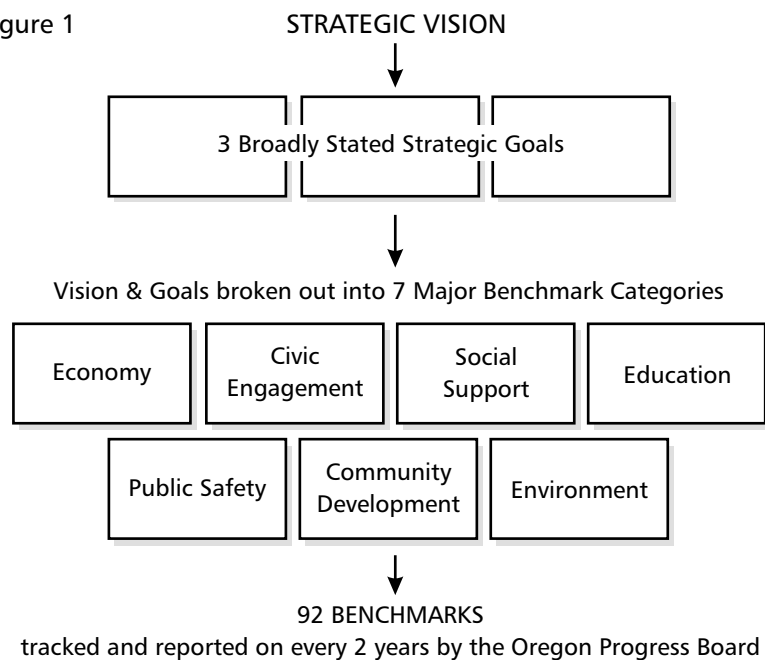 gure 1
STRATEGIC VISION
3 Broadly Stated Strategic Goals
Vision & Goals broken out into 7 Major Benchmark Categories
Economy
Civic
Engagement
Social
Support
Education
Public Safety
Community
Development
Environment
92 BENCHMARKS
tracked and reported on every 2 years by the Oregon Progress Board